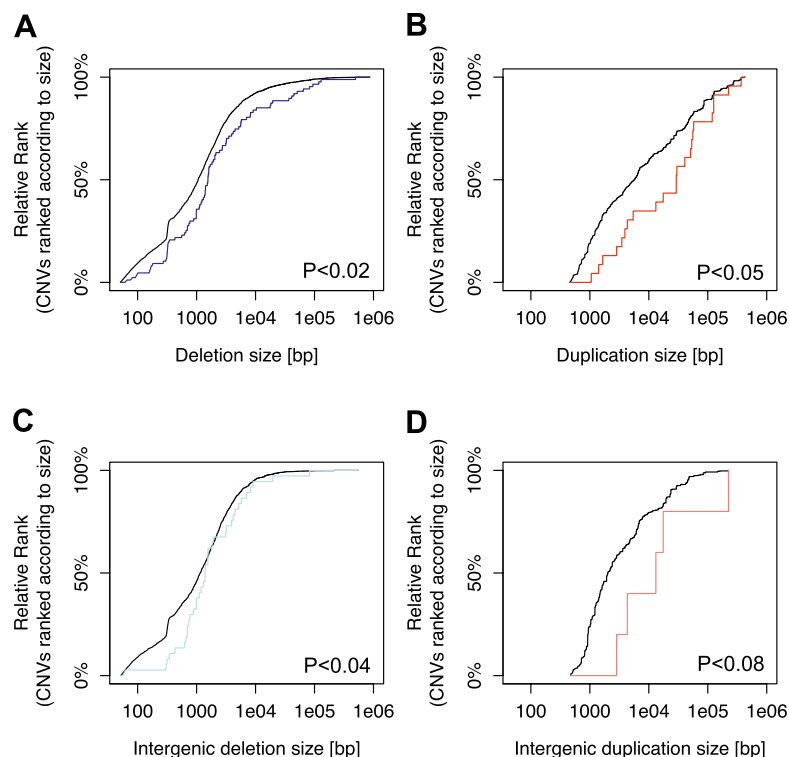 A
Relative Rank
(CNVs ranked according to size)
100%
50%
0%
P<0.02
100 1000 1e04 1e05 1e06
Deletion size [bp]
B
Relative Rank
(CNVs ranked according to size)
100%
50%
0%
P<0.05
100 1000 1e04 1e05 1e06
Duplication size [bp]
C
Relative Rank
(CNVs ranked according to size)
100%
50%
0%
P<0.04
100 1000 1e04 1e05 1e06
Intergenic deletion size [bp]
D
Relative Rank
(CNVs ranked according to size)
100%
50%
0%
P<0.08
100 1000 1e04 1e05 1e06
Intergenic duplication size [bp]